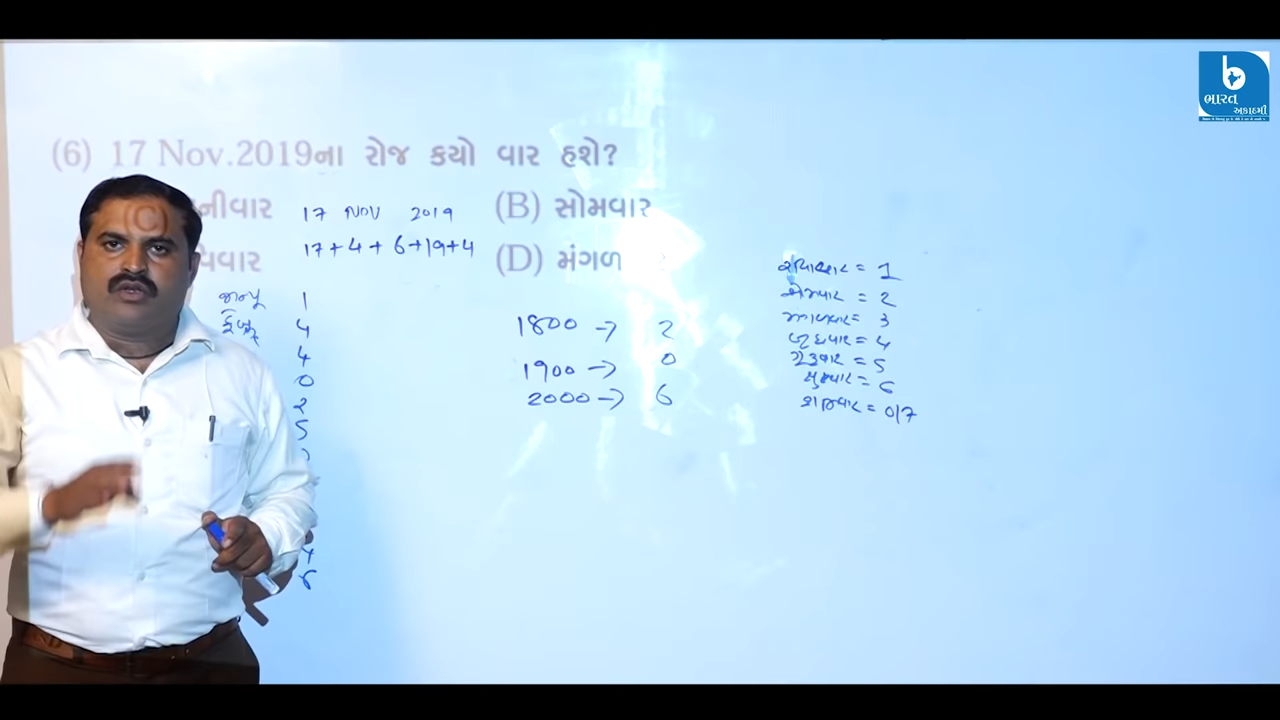 ભારત
અકાદમી
(6) 17 Nov.2019ના રોજ કયો વાર હશે?
(B) સોમવાર
(D) મંગળ
17 NOV 2019
17+4+6+19+4
જાન્યુ 1
ફેબ્રુ 4
4
0
2
5
1800 → 2
1900 → 0
2000 → 6
= 1
સોમવાર = 2
મંગળવાર = 3
બુધવાર = 4
ગુરુવાર = 5
શુક્રવાર = 6
શનિવાર = 0/7